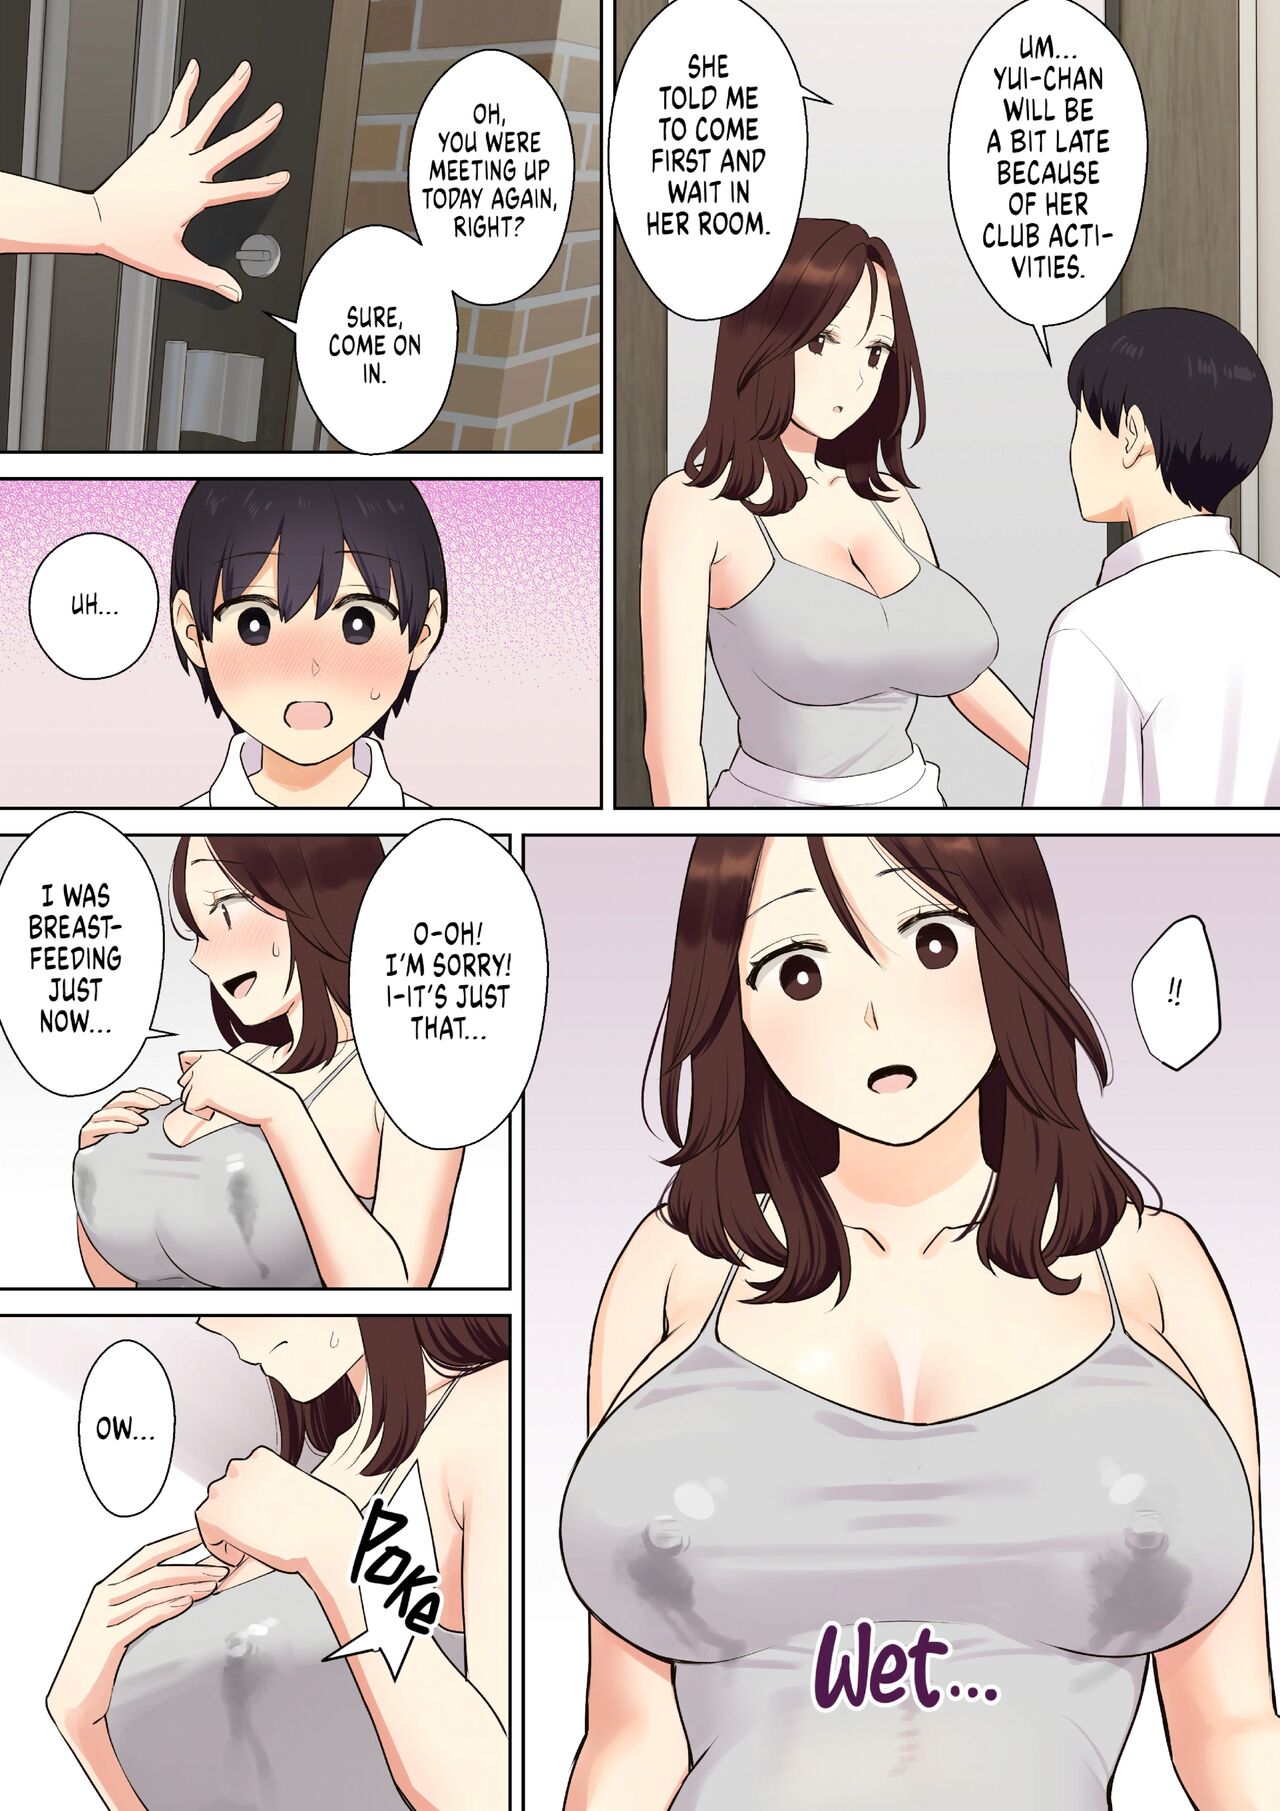 UM...
YUI-CHAN
WILL BE
A BIT LATE
BECAUSE
OF HER
CLUB ACTI-
VITIES.
SHE
TOLD ME
TO COME
FIRST AND
WAIT IN
HER ROOM.
OH,
YOU WERE
MEETING UP
TODAY AGAIN,
RIGHT?
SURE,
COME ON
IN.
UH...
!!
Wet...
O-OH!
I'M SORRY!
I-IT'S JUST
THAT...
I WAS
BREAST-
FEEDING
JUST
NOW...
OW...
POKE